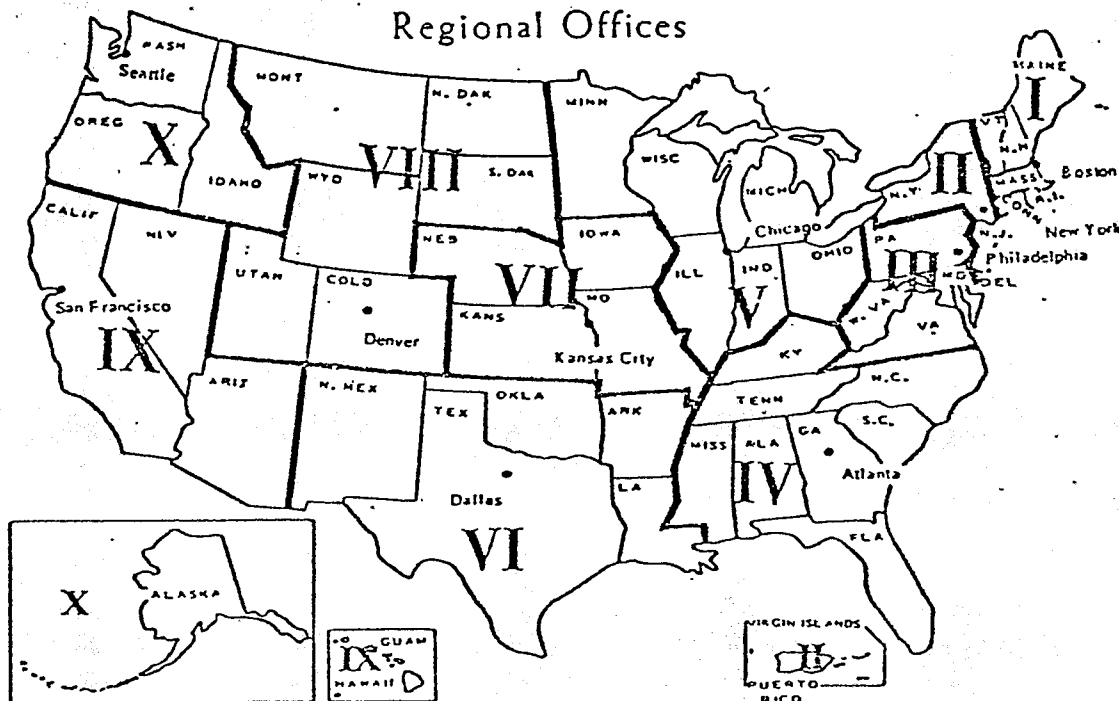 Regional Offices
WASH
Seattle
MONT
N. DAK
MINN
MAINE
I
OREG
X
VIII
S. DAK
WISC
MICH
VT
N.H
II
N.Y.
MASS
Boston
R.I.
CONN
IDAHO
WYO
CALIF
NEV
NEB
IOWA
Chicago
New York
N.J.
PA
OHIO
Philadelphia
III
MD
DEL
UTAH
COLO
VII
ILL
IND
V
San Francisco
IX
MO
KANS
W. VA
VA
Denver
Kansas City
KY
ARIS
N. MEX
TEX
OKLA
ARK
TENN
N.C.
S.C.
MISS
ALA
GA
IV
Atlanta
LA
Dallas
VI
FLA
X
ALASKA
GUAM
IX
HAWAII
VIRGIN ISLANDS
II
PUERTO
RICO